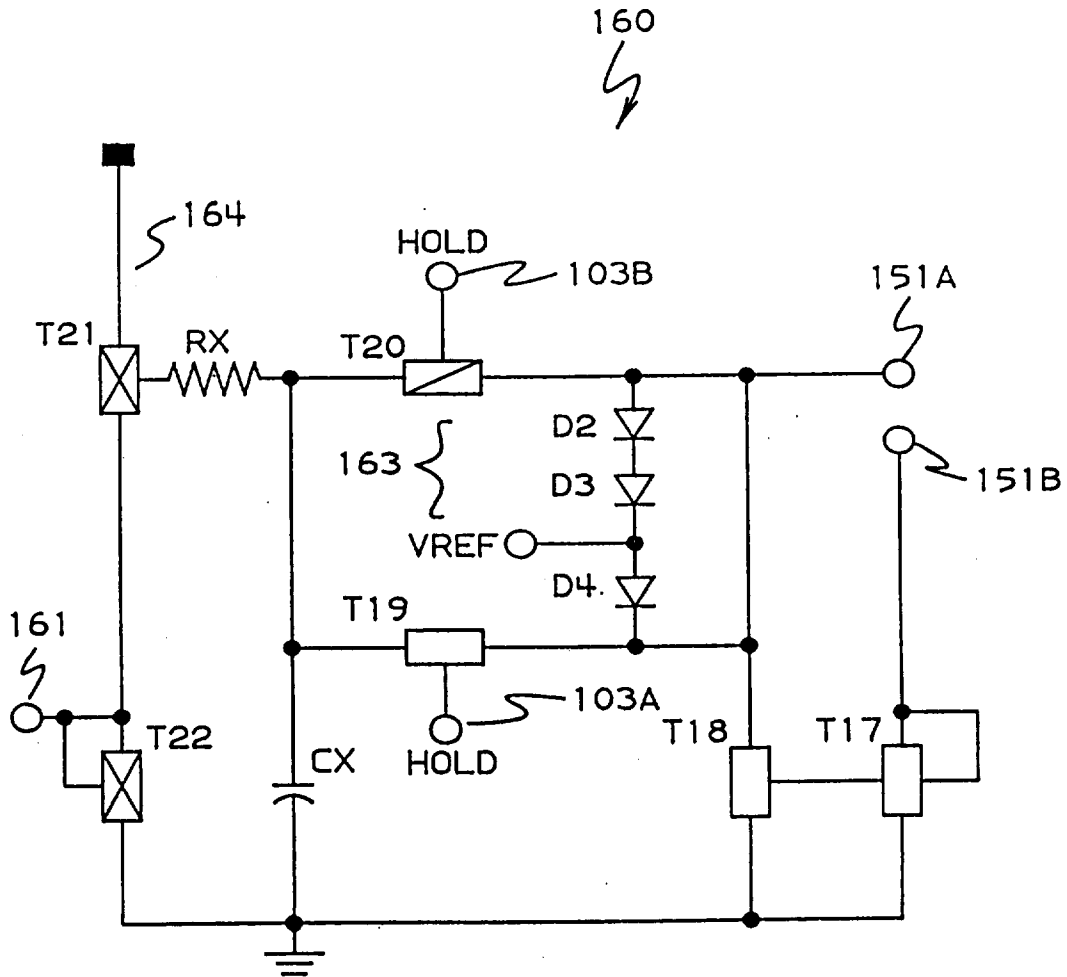 160
164
HOLD
103B
151A
T21
RX
T20
D2
163
D3
151B
VREF
D4.
T19
161
103A
T22
T18
T17
CX
HOLD